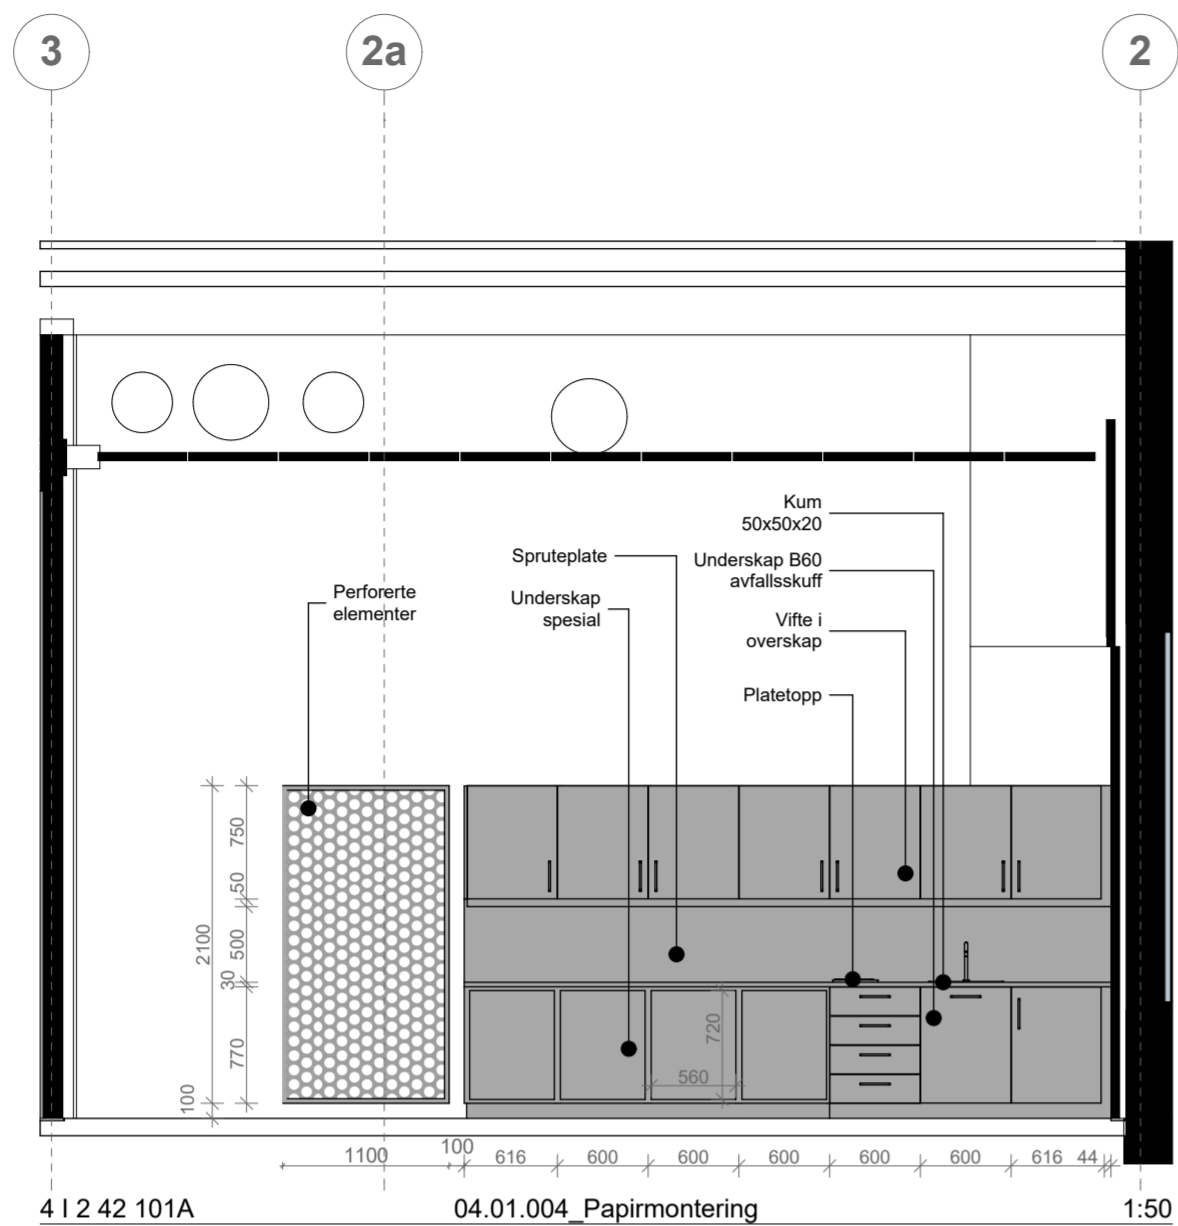 3
2a
2
Kum
50x50x20
Spruteplate
Underskap B60
avfallsskuff
Perforerte
elementer
Underskap
spesial
Vifte i
overskap
Platetopp
750
50
2100
500
30
720
770
560
100
1100
100
616
600
600
600
600
600
616
44
4 I 2 42 101A
04.01.004_Papirmontering
1:50